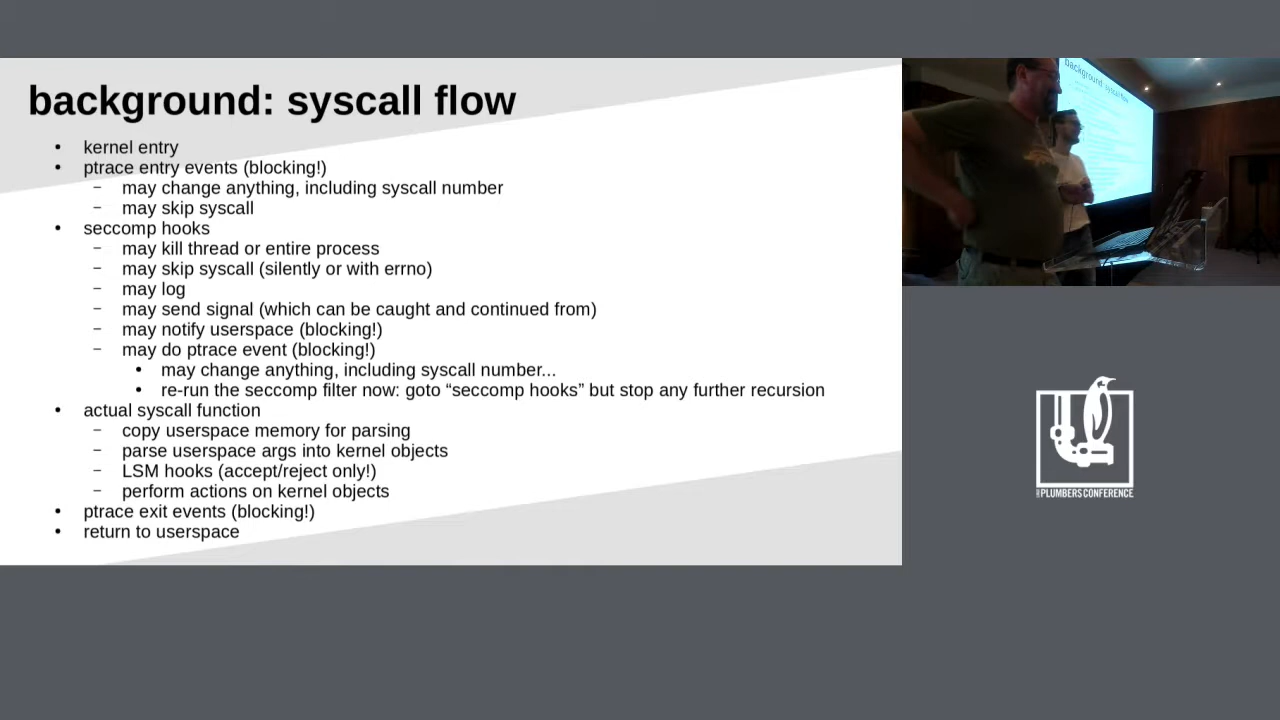 background: syscall flow
• kernel entry
• ptrace entry events (blocking!)
– may change anything, including syscall number
– may skip syscall
• seccomp hooks
– may kill thread or entire process
– may skip syscall (silently or with errno)
– may log
– may send signal (which can be caught and continued from)
– may notify userspace (blocking!)
– may do ptrace event (blocking!)
• may change anything, including syscall number...
• re-run the seccomp filter now: goto “seccomp hooks” but stop any further recursion
• actual syscall function
– copy userspace memory for parsing
– parse userspace args into kernel objects
– LSM hooks (accept/reject only!)
– perform actions on kernel objects
• ptrace exit events (blocking!)
• return to userspace
background: syscall flow
PLUMBERS CONFERENCE